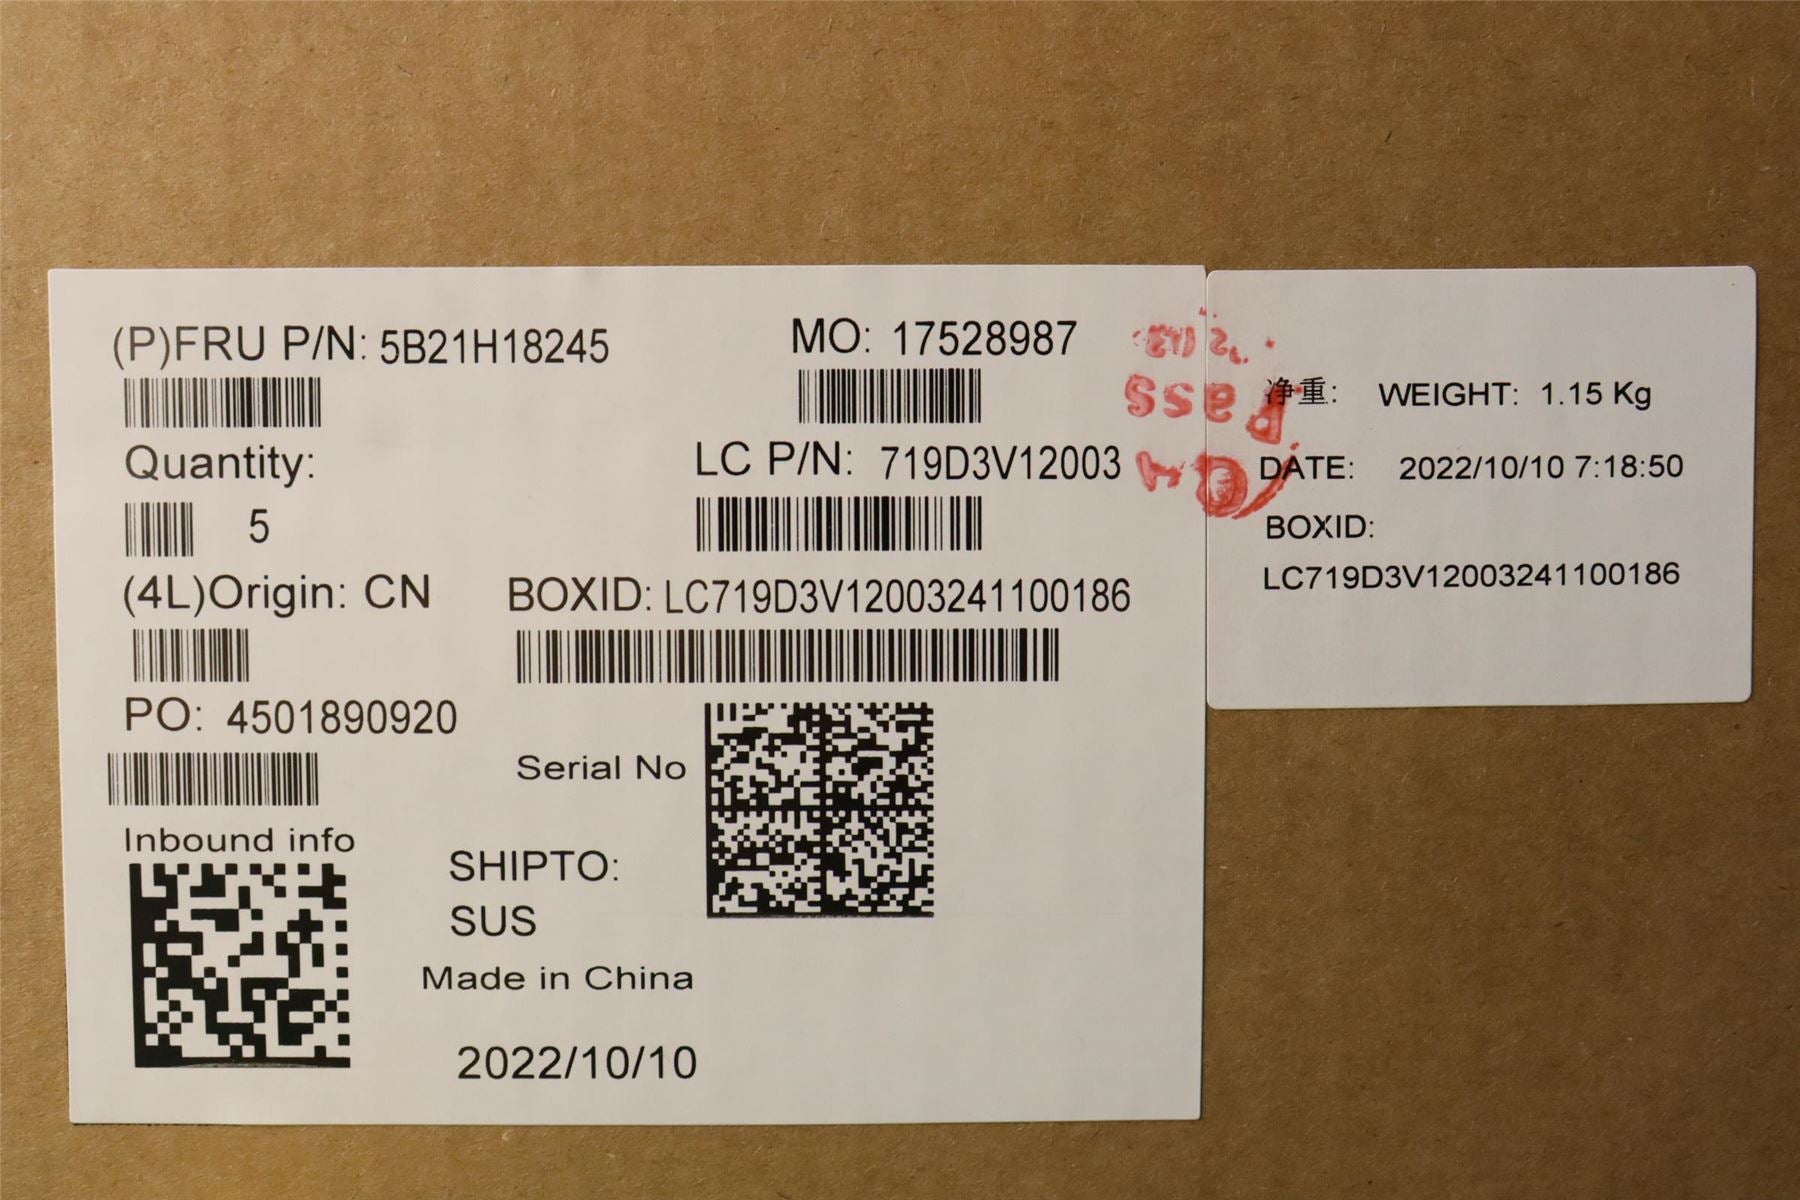 (P)FRU P/N: 5B21H18245
MO: 17528987
Quantity:
5
LC P/N: 719D3V12003
(4L)Origin: CN
BOXID: LC719D3V12003241100186
PO: 4501890920
Serial No
Inbound info
SHIPTO:
SUS
Made in China
2022/10/10
Pass
净重: WEIGHT: 1.15 Kg
DATE: 2022/10/10 7:18:50
BOXID:
LC719D3V12003241100186